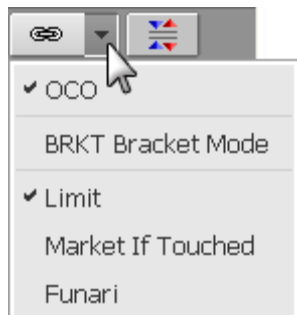 OCO
BRKT Bracket Mode
Limit
Market If Touched
Funari